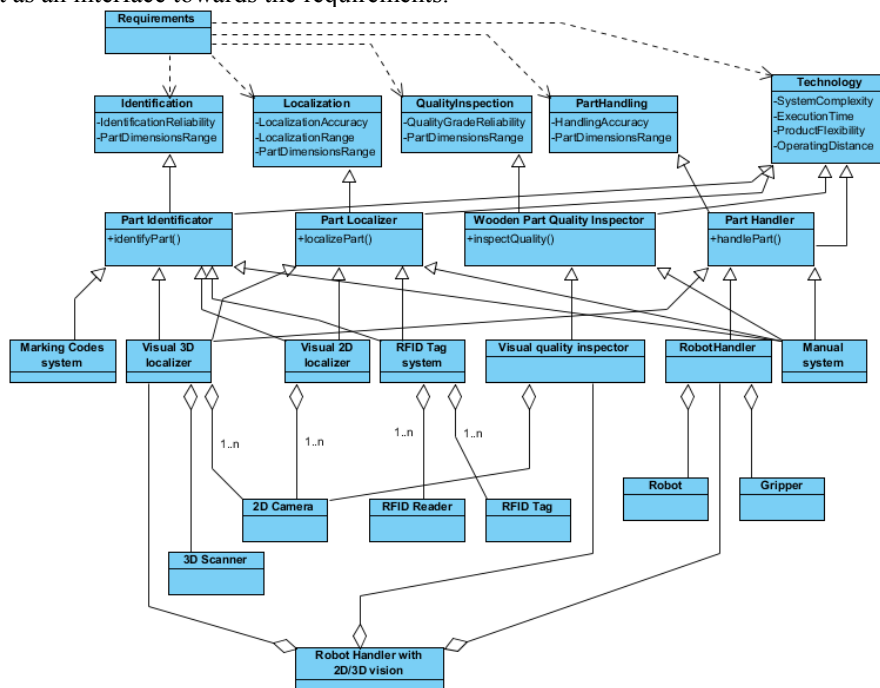 t as an interface towards the requirements.
Requirements
Technology
-SystemComplexity
-ExecutionTime
-ProductFlexibility
-OperatingDistance
Identification
-IdentificationReliability
-PartDimensionsRange
Localization
-LocalizationAccuracy
-LocalizationRange
-PartDimensionsRange
QualityInspection
-QualityGradeReliability
-PartDimensionsRange
PartHandling
-HandlingAccuracy
-PartDimensionsRange
Part Identificator
+identifyPart()
Part Localizer
+localizePart()
Wooden Part Quality Inspector
+inspectQuality()
Part Handler
+handlePart()
Marking Codes
system
Visual 3D
localizer
Visual 2D
localizer
RFID Tag
system
Visual quality inspector
RobotHandler
Manual
system
1..n
1..n
1..n
1..n
2D Camera
RFID Reader
RFID Tag
Robot
Gripper
3D Scanner
Robot Handler with
2D/3D vision